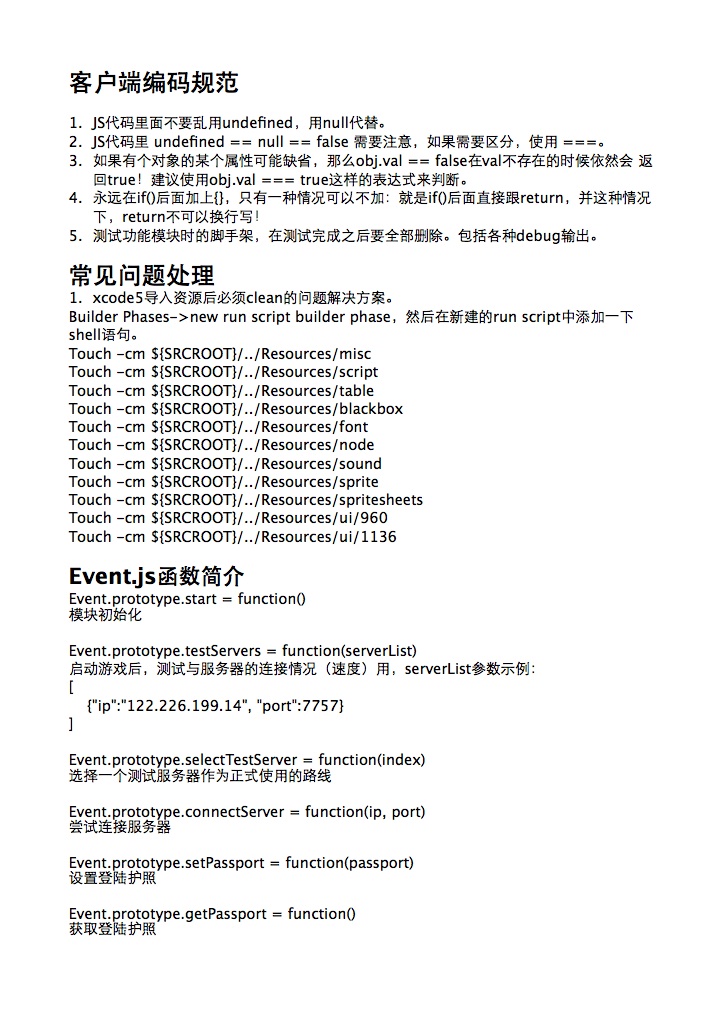 客户端编码规范
1. JS代码里面不要乱用undefined，用null代替。
2. JS代码里 undefined == null == false 需要注意，如果需要区分，使用 ===。
3. 如果有个对象的某个属性可能缺省，那么obj.val == false在val不存在的时候依然会 返
回true！建议使用obj.val === true这样的表达式来判断。
4. 永远在if()后面加上{}，只有一种情况可以不加：就是if()后面直接跟return，并这种情况
下，return不可以换行写！
5. 测试功能模块时的脚手架，在测试完成之后要全部删除。包括各种debug输出。
常见问题处理
1. xcode5导入资源后必须clean的问题解决方案。
Builder Phases->new run script builder phase，然后在新建的run script中添加一下
shell语句。
Touch -cm ${SRCROOT}/../Resources/misc
Touch -cm ${SRCROOT}/../Resources/script
Touch -cm ${SRCROOT}/../Resources/table
Touch -cm ${SRCROOT}/../Resources/blackbox
Touch -cm ${SRCROOT}/../Resources/font
Touch -cm ${SRCROOT}/../Resources/node
Touch -cm ${SRCROOT}/../Resources/sound
Touch -cm ${SRCROOT}/../Resources/sprite
Touch -cm ${SRCROOT}/../Resources/spritesheets
Touch -cm ${SRCROOT}/../Resources/ui/960
Touch -cm ${SRCROOT}/../Resources/ui/1136
Event.js函数简介
Event.prototype.start = function()
模块初始化
Event.prototype.testServers = function(serverList)
启动游戏后，测试与服务器的连接情况（速度）用，serverList参数示例：
[
{"ip":"122.226.199.14", "port":7757}
]
Event.prototype.selectTestServer = function(index)
选择一个测试服务器作为正式使用的路线
Event.prototype.connectServer = function(ip, port)
尝试连接服务器
Event.prototype.setPassport = function(passport)
设置登陆护照
Event.prototype.getPassport = function()
获取登陆护照